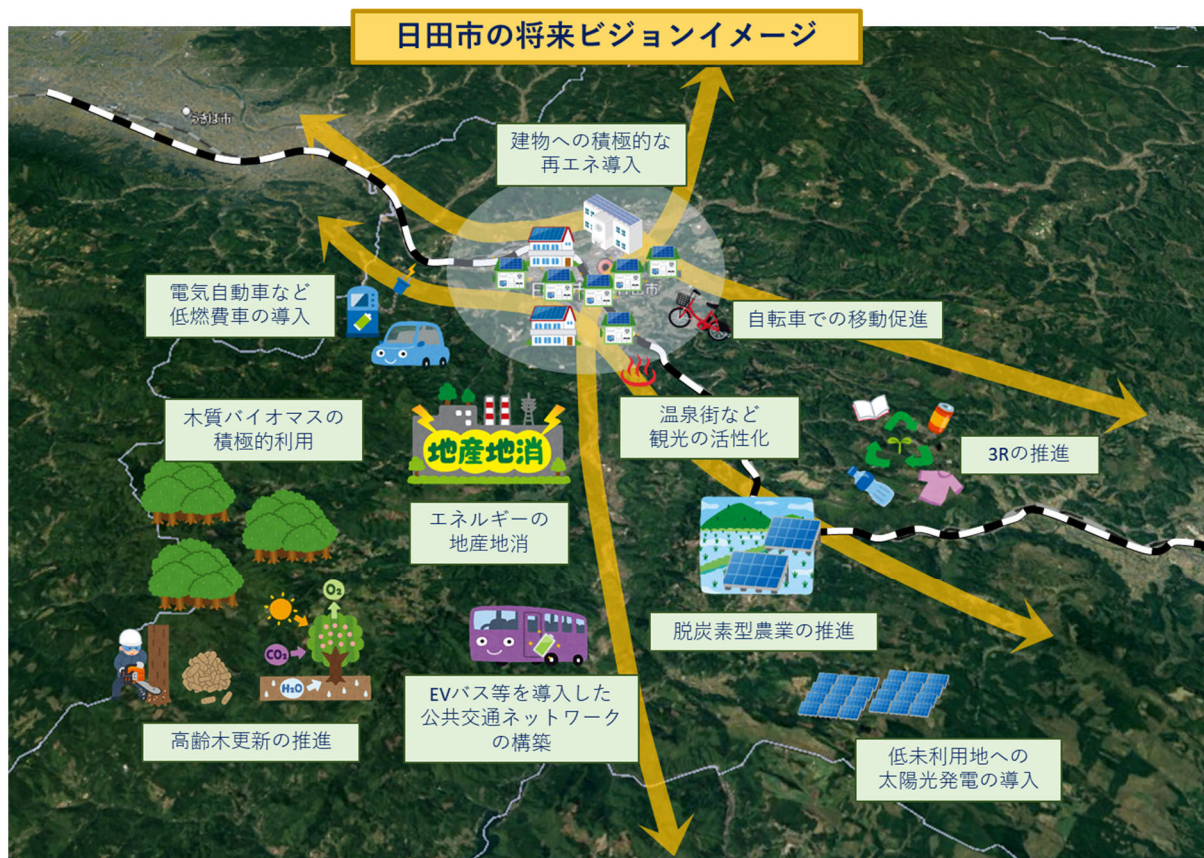 日田市の将来ビジョンイメージ
うきは市
建物への積極的な
再エネ導入
電気自動車など
低燃費車の導入
自転車での移動促進
木質バイオマスの
積極的利用
地産地消
温泉街など
観光の活性化
3Rの推進
エネルギーの
地産地消
O₂
CO₂
H₂O
脱炭素型農業の推進
EVバス等を導入した
公共交通ネットワーク
の構築
高齢木更新の推進
低未利用地への
太陽光発電の導入